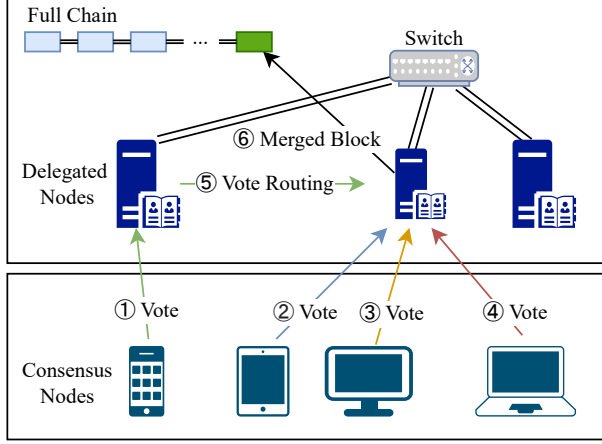 Full Chain
...
Switch
⑥ Merged Block
Delegated
Nodes
⑤ Vote Routing
① Vote
② Vote
③ Vote
④ Vote
Consensus
Nodes